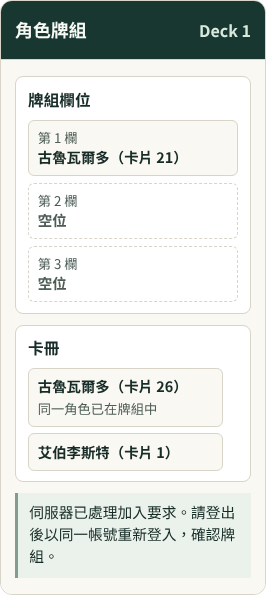 角色牌組
Deck 1
牌組欄位
第 1 欄
古魯瓦爾多（卡片 21）
第 2 欄
空位
第 3 欄
空位
卡冊
古魯瓦爾多（卡片 26）
同一角色已在牌組中
艾伯李斯特（卡片 1）
伺服器已處理加入要求。請登出
後以同一帳號重新登入，確認牌
組。